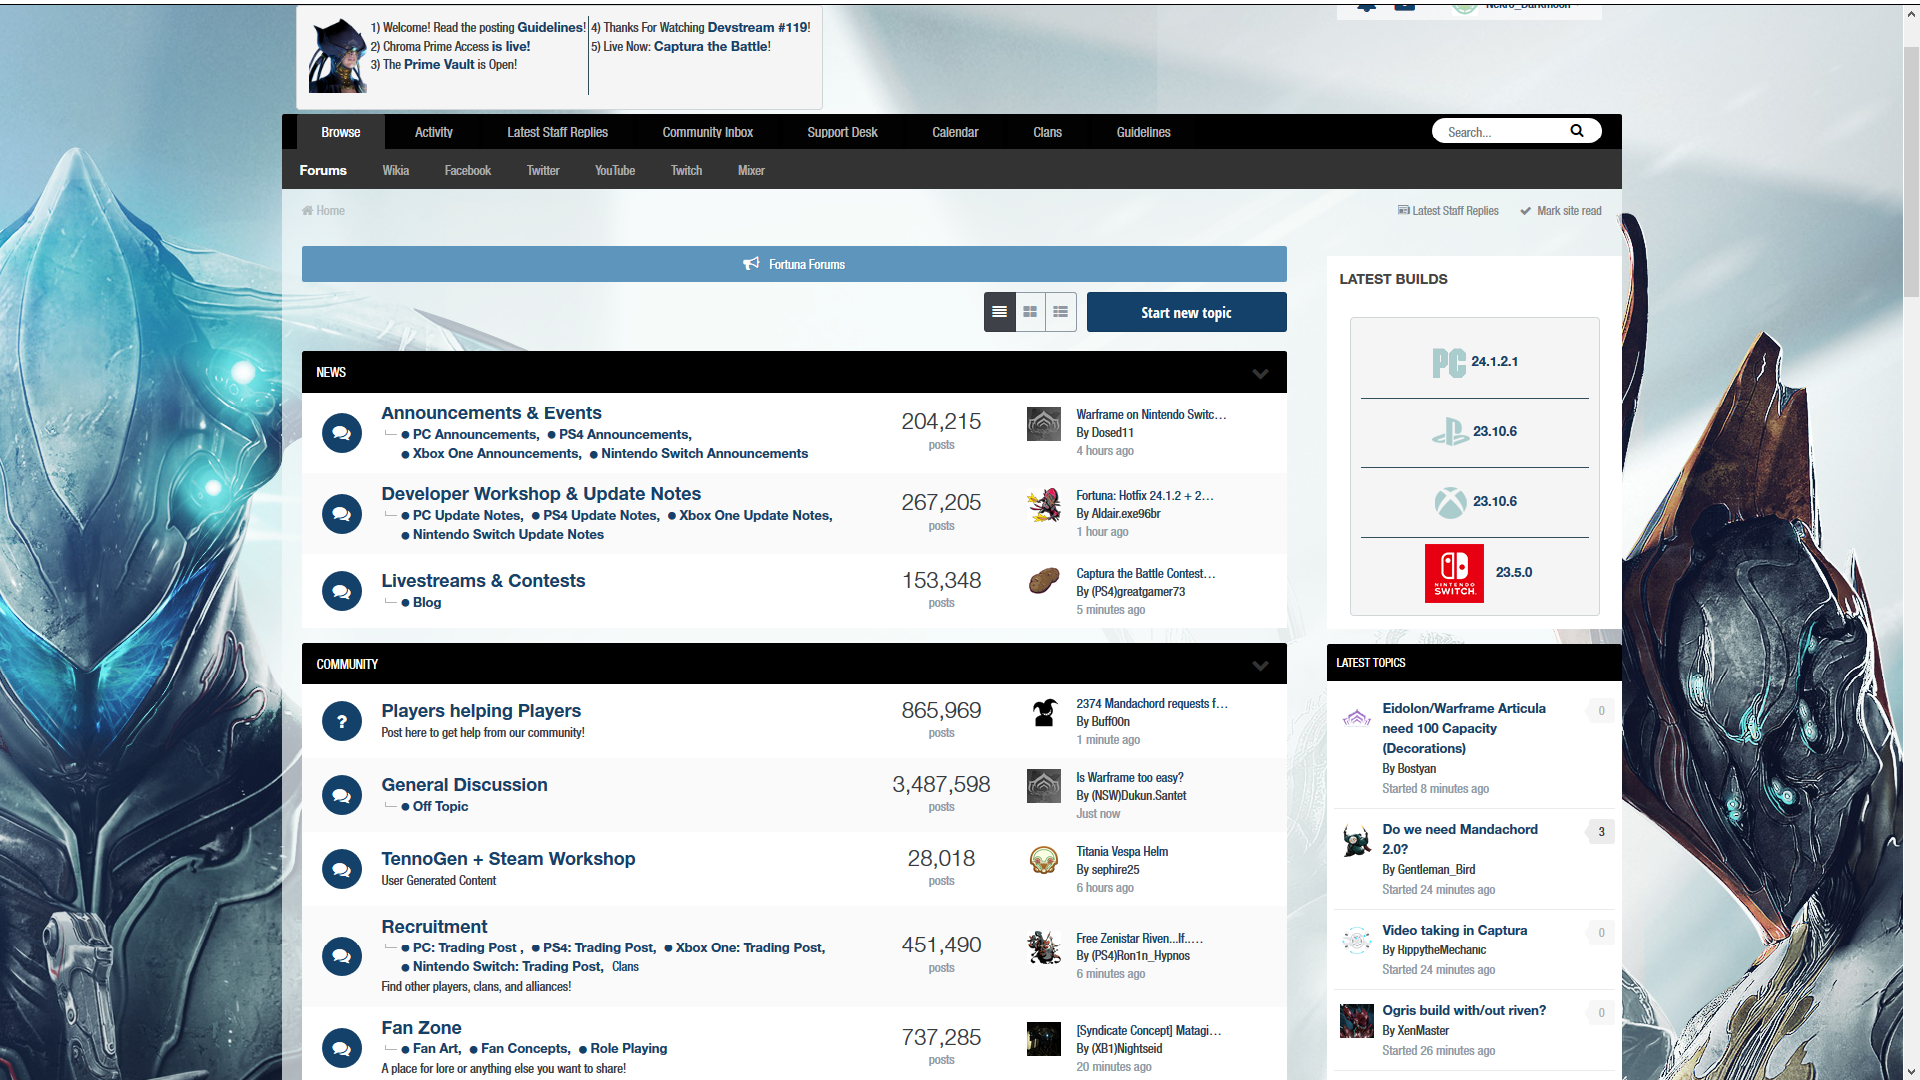 1) Welcome! Read the posting Guidelines!
2) Chroma Prime Access is live!
3) The Prime Vault is Open!
4) Thanks For Watching Devstream #119!
5) Live Now: Captura the Battle!
Browse Activity Latest Staff Replies Community Inbox Support Desk Calendar Clans Guidelines Search...
Forums Wikia Facebook Twitter YouTube Twitch Mixer
Home Latest Staff Replies Mark site read
Fortuna Forums
Start new topic
NEWS
Announcements & Events
PC Announcements, PS4 Announcements,
Xbox One Announcements, Nintendo Switch Announcements
204,215
posts
Warframe on Nintendo Switc…
By Dosed11
4 hours ago
Developer Workshop & Update Notes
PC Update Notes, PS4 Update Notes, Xbox One Update Notes,
Nintendo Switch Update Notes
267,205
posts
Fortuna: Hotfix 24.1.2 + 2…
By Aldair.exe96br
1 hour ago
Livestreams & Contests
Blog
153,348
posts
Captura the Battle Contest…
By (PS4)greatgamer73
5 minutes ago
COMMUNITY
Players helping Players
Post here to get help from our community!
865,969
posts
2374 Mandachord requests f…
By Buff00n
1 minute ago
General Discussion
Off Topic
3,487,598
posts
Is Warframe too easy?
By (NSW)Dukun.Santet
Just now
TennoGen + Steam Workshop
User Generated Content
28,018
posts
Titania Vespa Helm
By sephire25
6 hours ago
Recruitment
PC: Trading Post , PS4: Trading Post, Xbox One: Trading Post,
Nintendo Switch: Trading Post, Clans
Find other players, clans, and alliances!
451,490
posts
Free Zenistar Riven...If..…
By (PS4)Ron1n_Hypnos
6 minutes ago
Fan Zone
Fan Art, Fan Concepts, Role Playing
A place for lore or anything else you want to share!
737,285
posts
[Syndicate Concept] Matagi…
By (XB1)Nightseid
20 minutes ago
LATEST BUILDS
PC 24.1.2.1
23.10.6
23.10.6
NINTENDO
SWITCH 23.5.0
LATEST TOPICS
Eidolon/Warframe Articula
need 100 Capacity
(Decorations)
By Bostyan
Started 8 minutes ago
0
Do we need Mandachord
2.0?
By Gentleman_Bird
Started 24 minutes ago
3
Video taking in Captura
By HippytheMechanic
Started 24 minutes ago
0
Ogris build with/out riven?
By XenMaster
Started 26 minutes ago
0